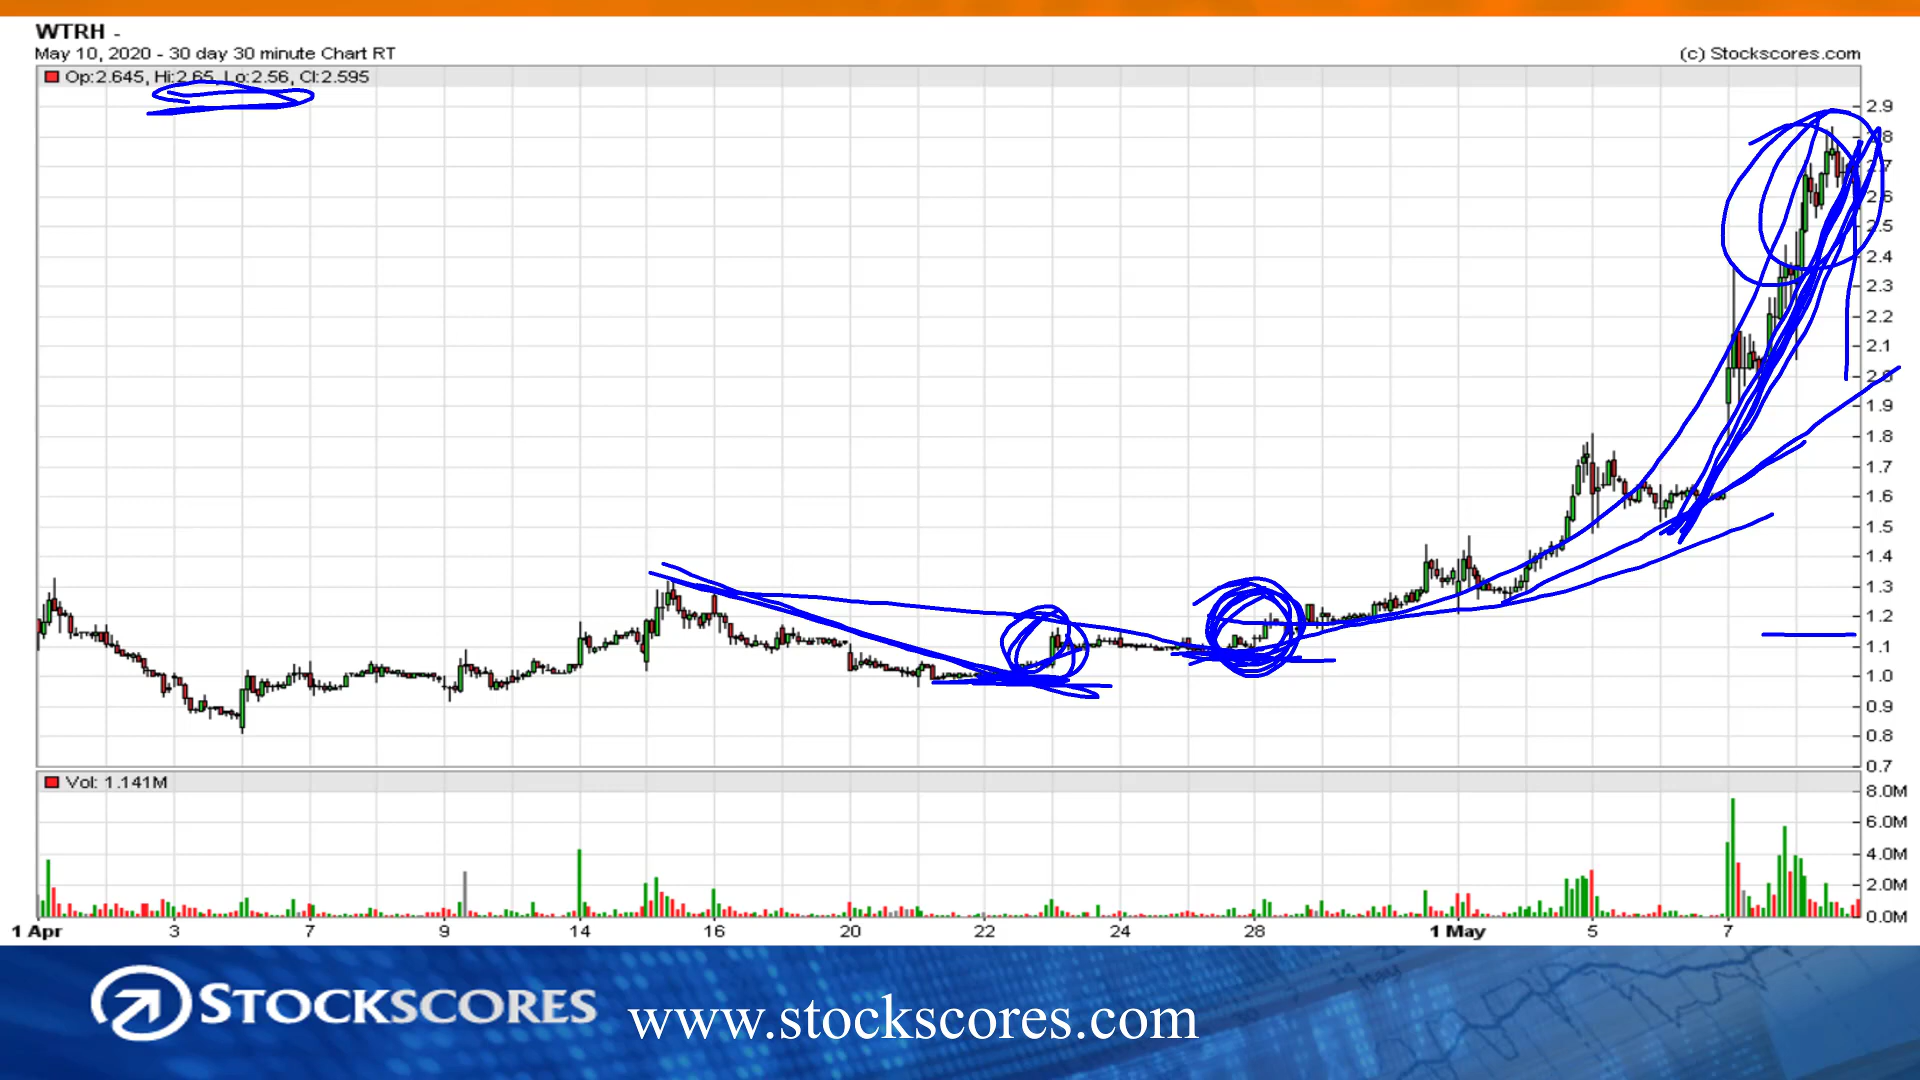 WTRH -
May 10, 2020 - 30 day 30 minute Chart RT
(c) Stockscores.com
Op:2.645, Hi:2.65, Lo:2.56, Cl:2.595
2.9
2.6
2.5
2.4
2.3
2.2
2.1
1.9
1.8
1.7
1.6
1.5
1.4
1.3
1.2
1.1
1.0
0.9
0.8
0.7
Vol: 1.141M
8.0M
6.0M
4.0M
2.0M
0.0M
1 Apr 3 7 9 14 16 20 22 24 28 1 May 5 7
STOCKSCORES
www.stockscores.com